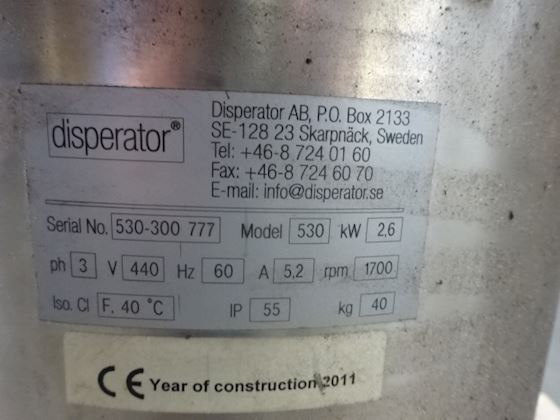 disperator®
Disperator AB, P.O. Box 2133
SE-128 23 Skarpnäck, Sweden
Tel: +46-8 724 01 60
Fax: +46-8 724 60 70
E-mail: info@disperator.se
Serial No. 530-300 777 Model 530 kW 2,6
ph 3 V 440 Hz 60 A 5,2 rpm 1700
Iso. Cl F. 40 °C IP 55 kg 40
CE Year of construction 2011